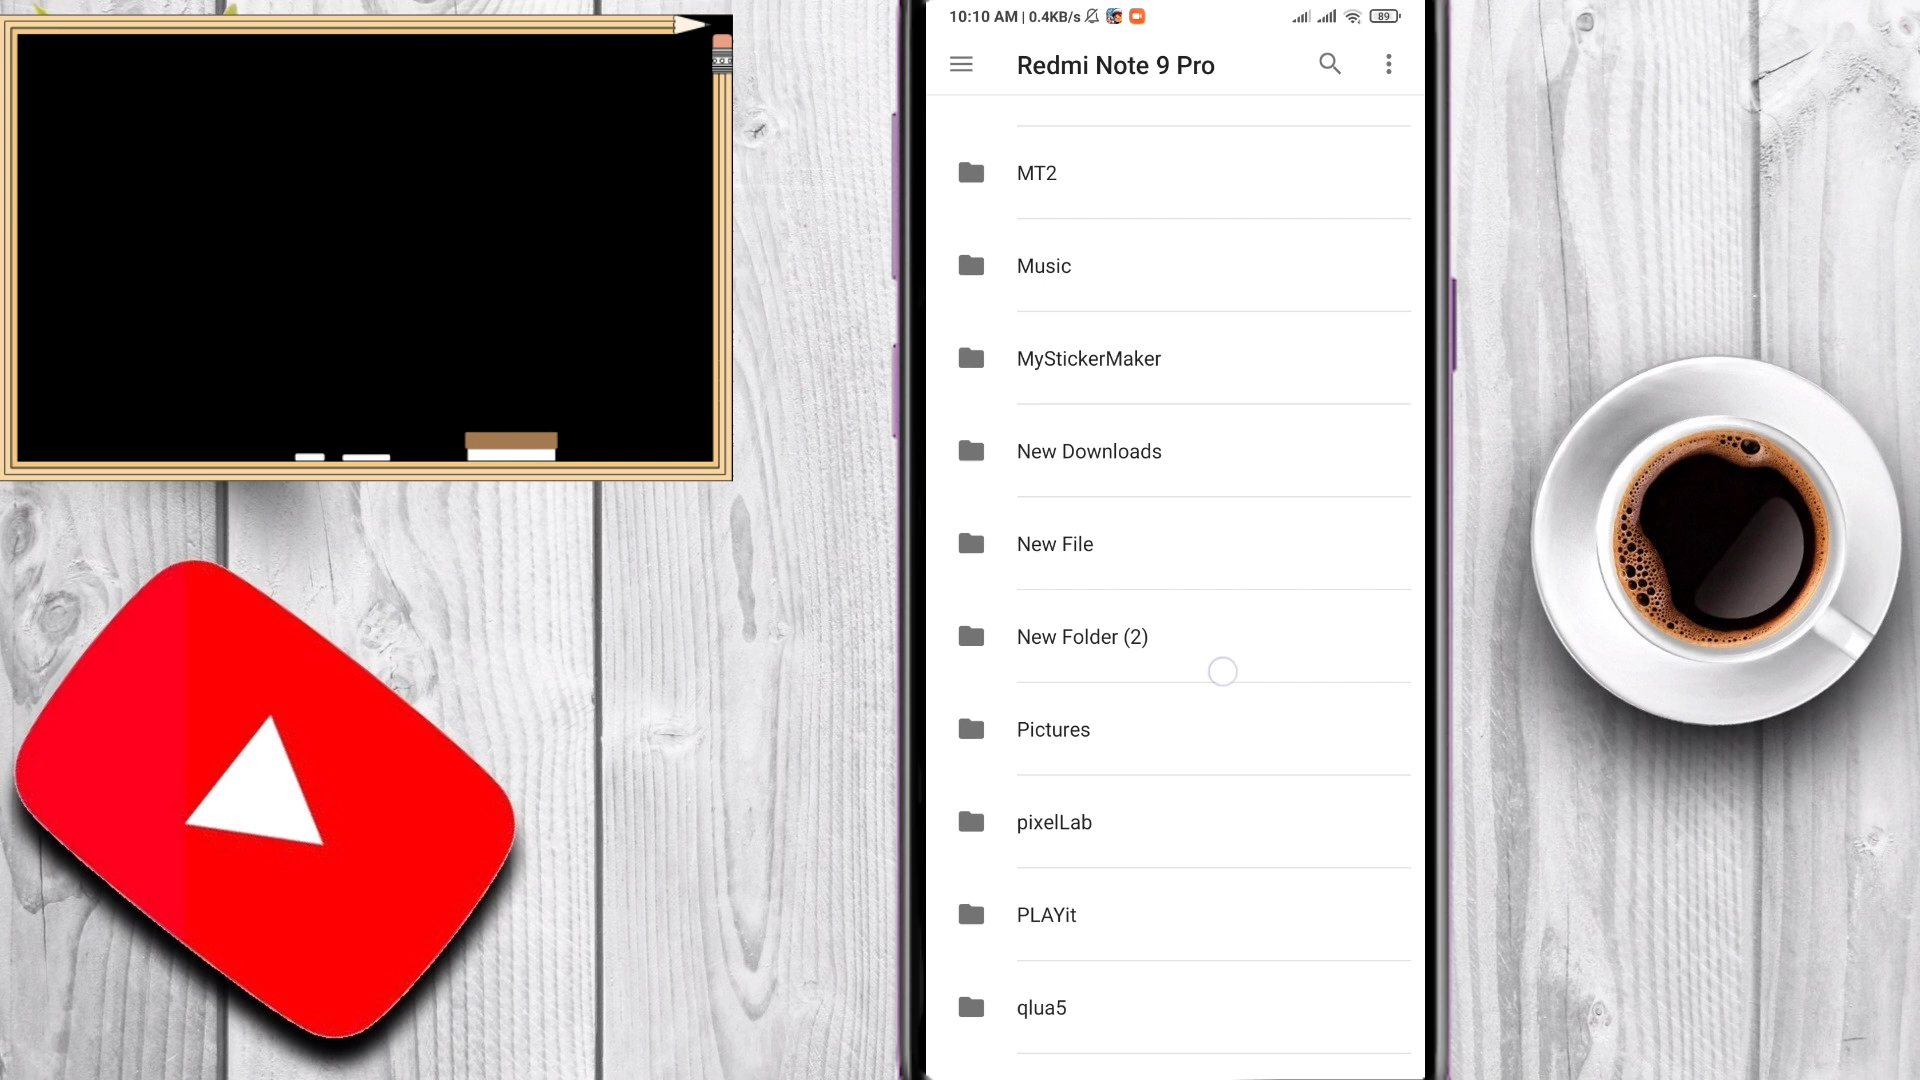 10:10 AM | 0.4KB/s
89
Redmi Note 9 Pro
MT2
Music
MyStickerMaker
New Downloads
New File
New Folder (2)
Pictures
pixelLab
PLAYit
qlua5